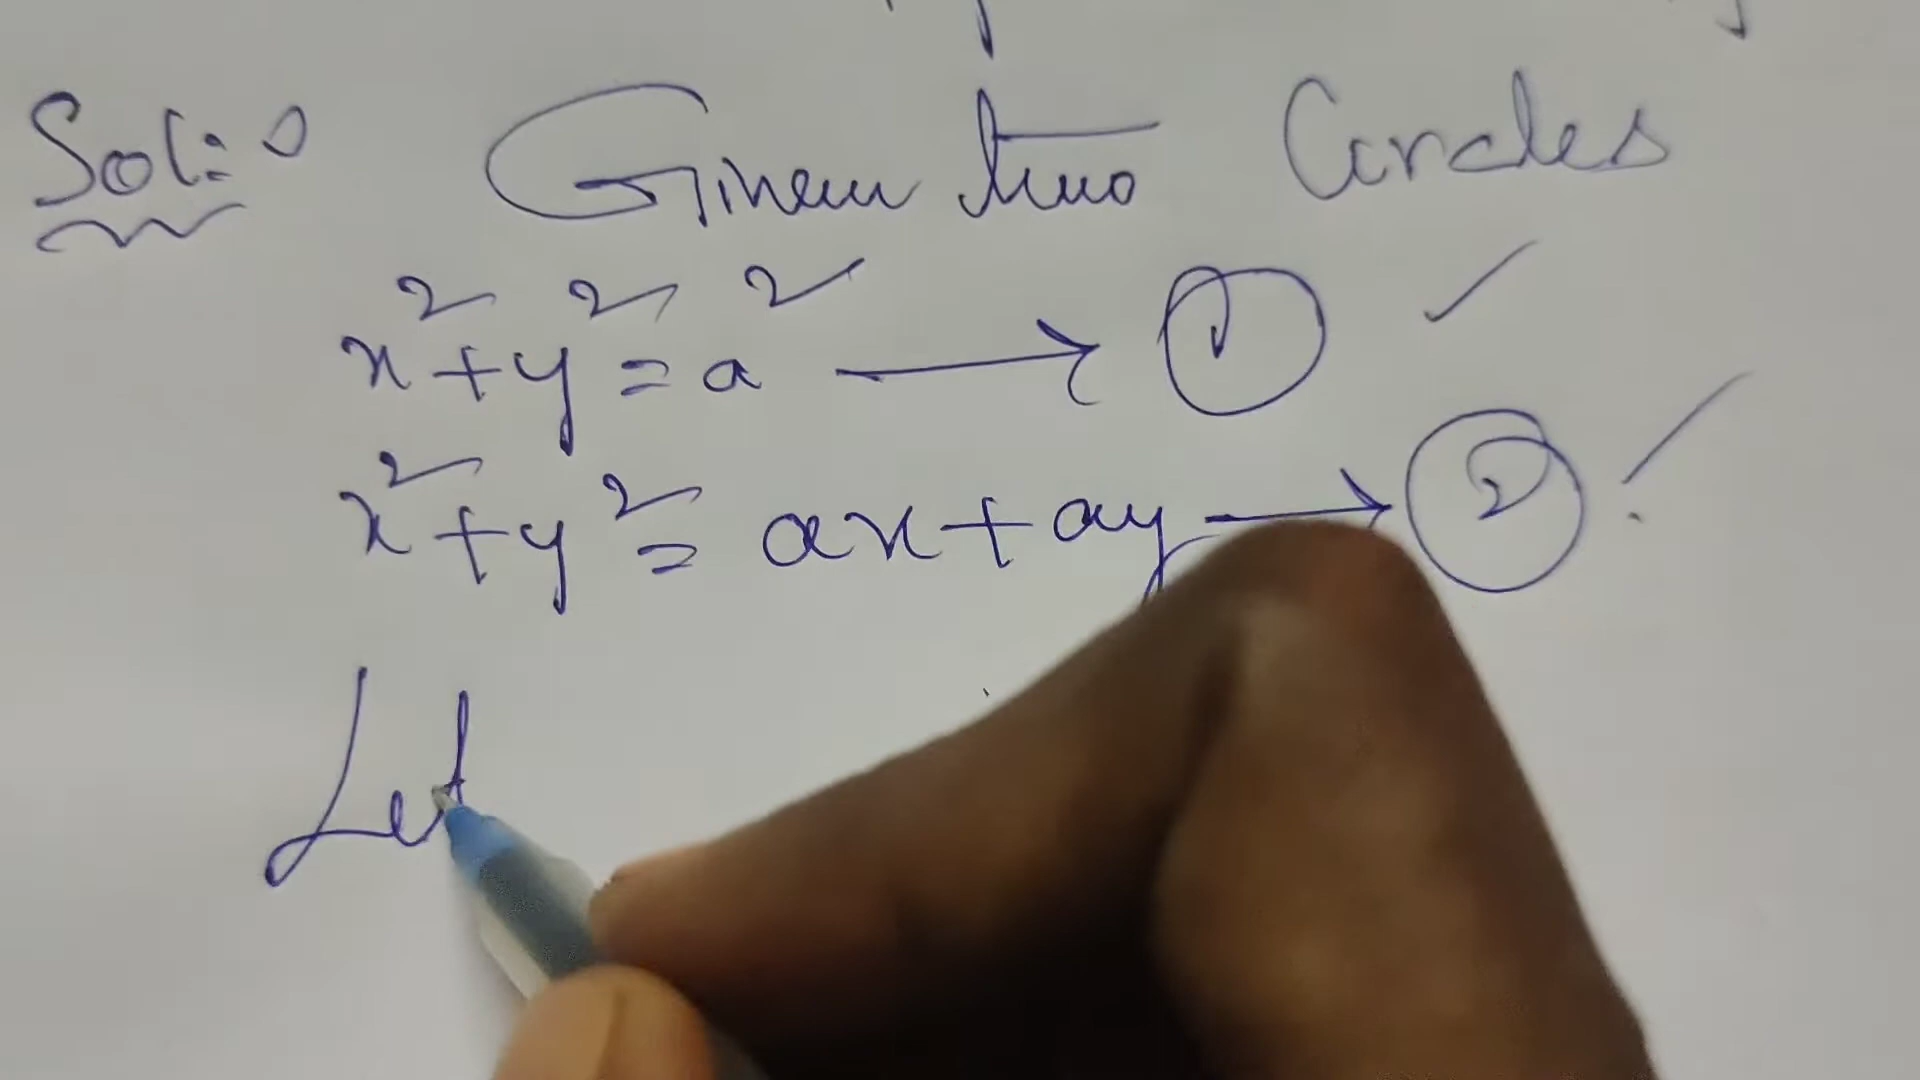 Sol:- Given two Circles
x² + y² = a² → ① ✓
x² + y² = ax + ay → ② ✓
Let